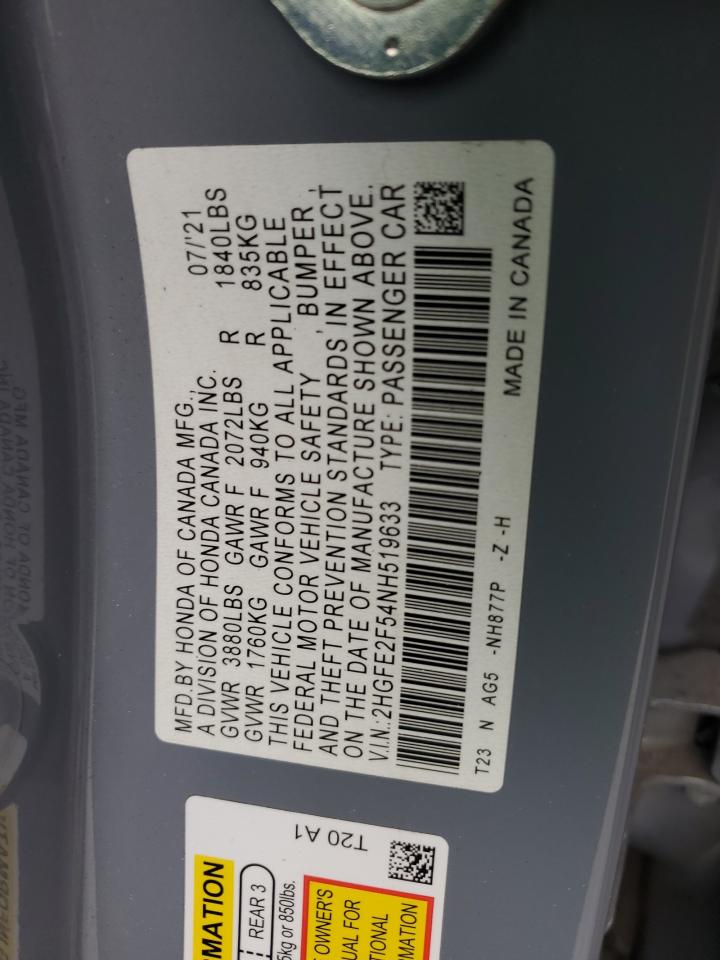 MFD.BY HONDA OF CANADA MFG., 07/'21
A DIVISION OF HONDA CANADA INC.
GVWR 3880LBS GAWR F 2072LBS R 1840LBS
GVWR 1760KG GAWR F 940KG R 835KG
THIS VEHICLE CONFORMS TO ALL APPLICABLE
FEDERAL MOTOR VEHICLE SAFETY , BUMPER ,
AND THEFT PREVENTION STANDARDS IN EFFECT
ON THE DATE OF MANUFACTURE SHOWN ABOVE.
V.I.N.:2HGFE2F54NH519633 TYPE: PASSENGER CAR
T23 N AG5 -NH877P -Z -H
MADE IN CANADA
T20 A1
REAR 3
850lbs.
OWNER'S
FOR